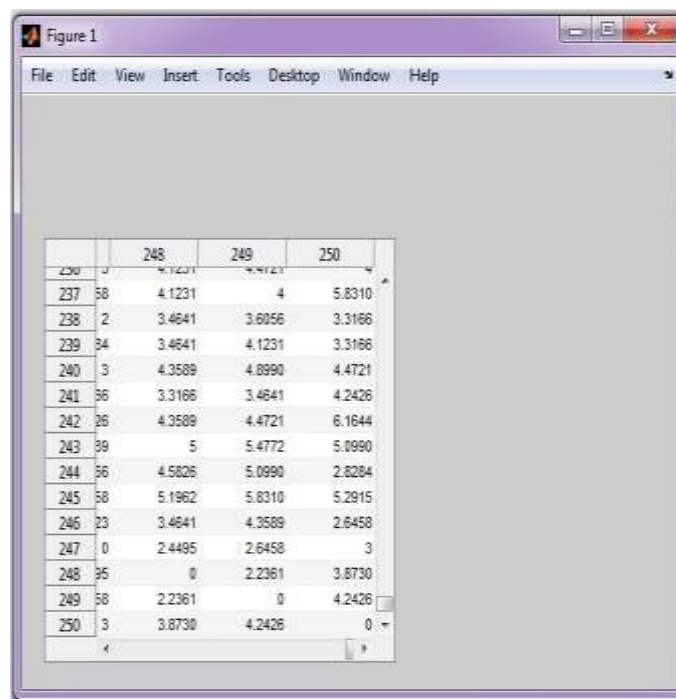 Figure 1
File Edit View Insert Tools Desktop Window Help
248 249 250
237 58 4.1231 4 5.8310
238 2 3.4641 3.6056 3.3166
239 34 3.4641 4.1231 3.3166
240 3 4.3589 4.8990 4.4721
241 36 3.3166 3.4641 4.2426
242 26 4.3589 4.4721 6.1644
243 39 5 5.4772 5.0990
244 56 4.5826 5.0990 2.8284
245 58 5.1962 5.8310 5.2915
246 23 3.4641 4.3589 2.6458
247 0 2.4495 2.6458 3
248 95 0 2.2361 3.8730
249 58 2.2361 0 4.2426
250 3 3.8730 4.2426 0